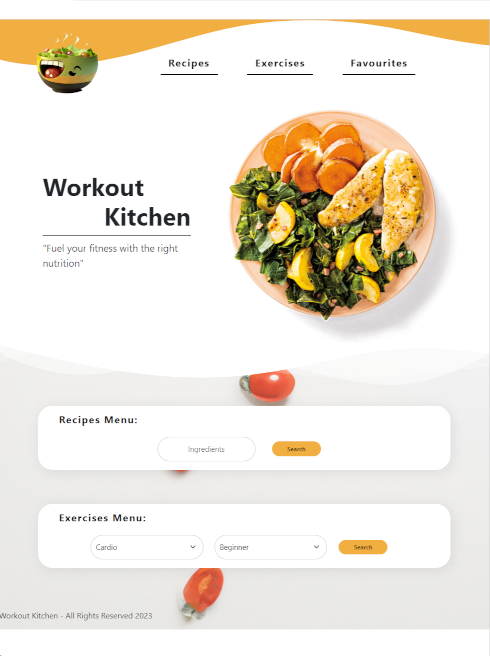 Recipes
Exercises
Favourites
Workout
Kitchen
"Fuel your fitness with the right
nutrition"
Recipes Menu:
Ingredients
Search
Exercises Menu:
Cardio
Beginner
Search
Workout Kitchen - All Rights Reserved 2023